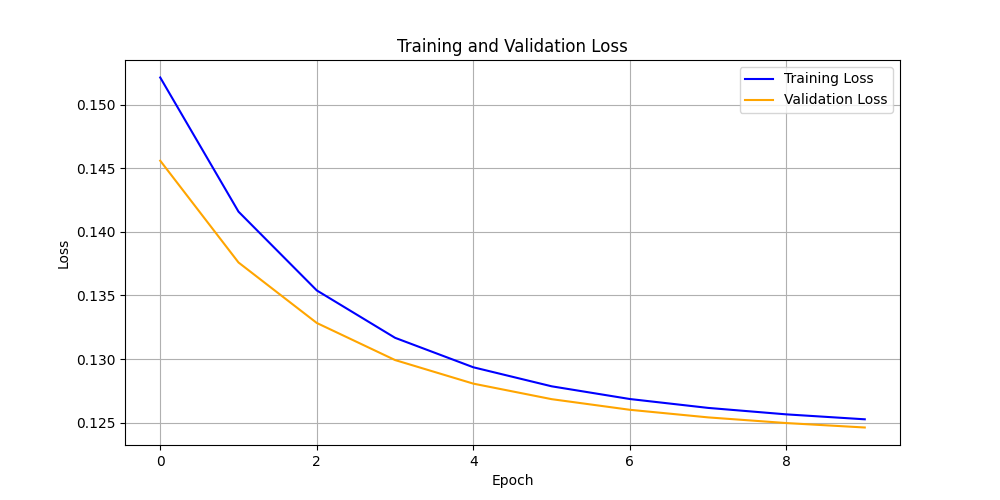 Training and Validation Loss
Training Loss
Validation Loss
0.150
0.145
0.140
0.135
0.130
0.125
Loss
0 2 4 6 8
Epoch